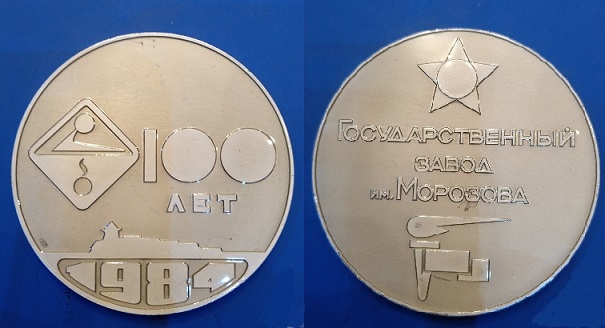 100
ЛЕТ
1984
ГОСУДАРСТВЕННЫЙ
ЗАВОД
ИМ. МОРОЗОВА